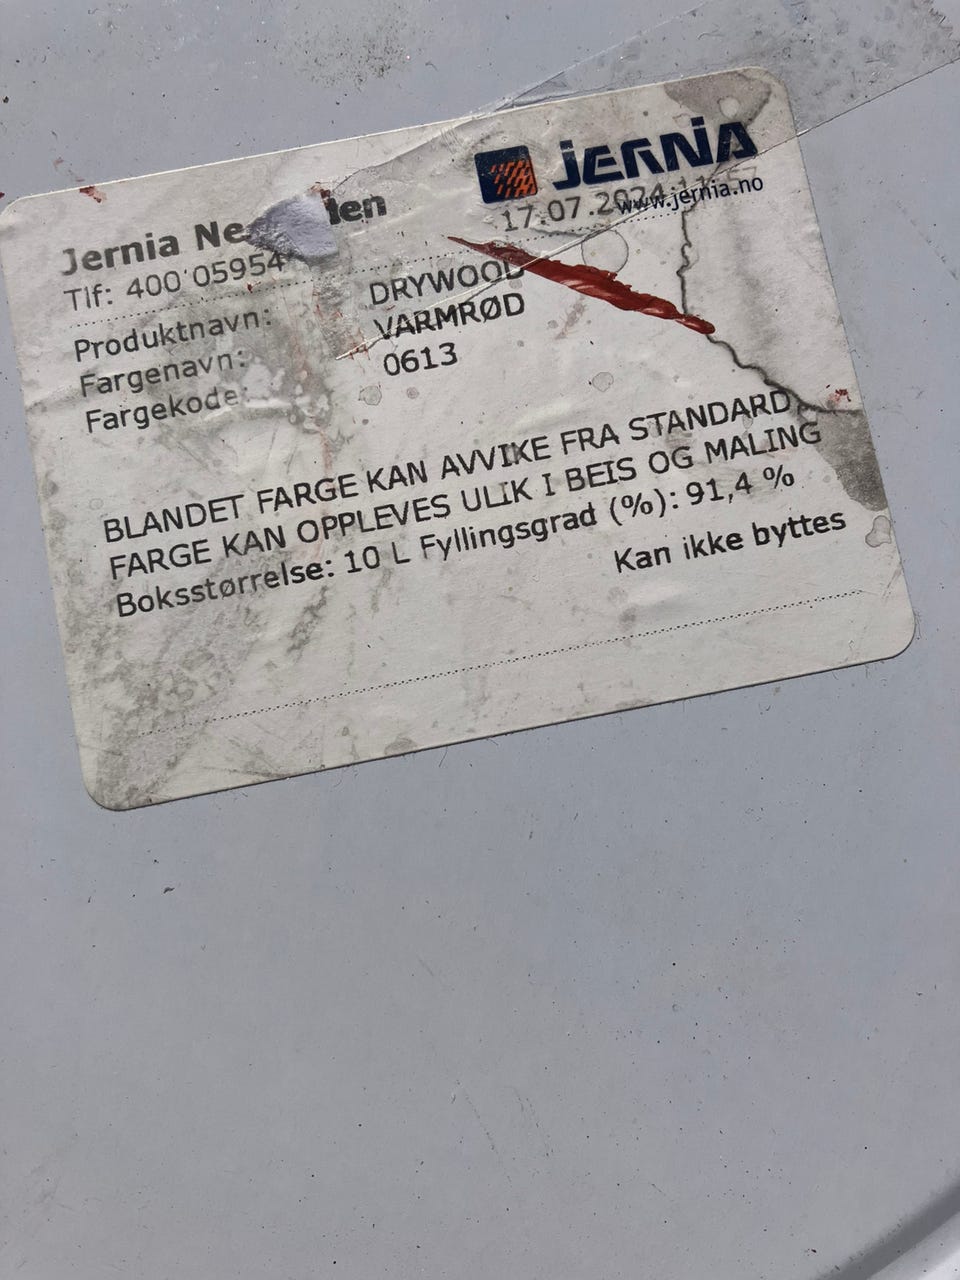 JERNIA
Jernia
17.07.2024
www.jernia.no
Tlf: 400 05954
Produktnavn: DRYWOOD
Fargenavn: VARMRØD
Fargekode: 0613
BLANDET FARGE KAN AVVIKE FRA STANDARD
FARGE KAN OPPLEVES ULIK I BEIS OG MALING
Boksstørrelse: 10 L Fyllingsgrad (%): 91,4 %
Kan ikke byttes